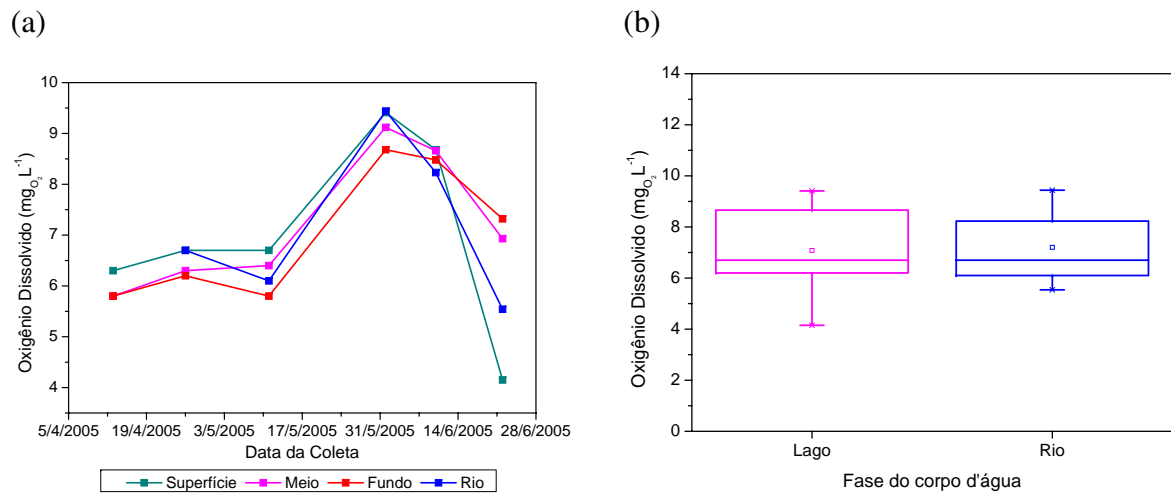 (a)
Oxigênio Dissolvido (mg_O2 L^-1)
10
9
8
7
6
5
4
5/4/2005 19/4/2005 3/5/2005 17/5/2005 31/5/2005 14/6/2005 28/6/2005
Data da Coleta
Superfície Meio Fundo Rio
(b)
Oxigênio Dissolvido (mg_O2 L^-1)
14
12
10
8
6
4
2
0
Lago Rio
Fase do corpo d'água